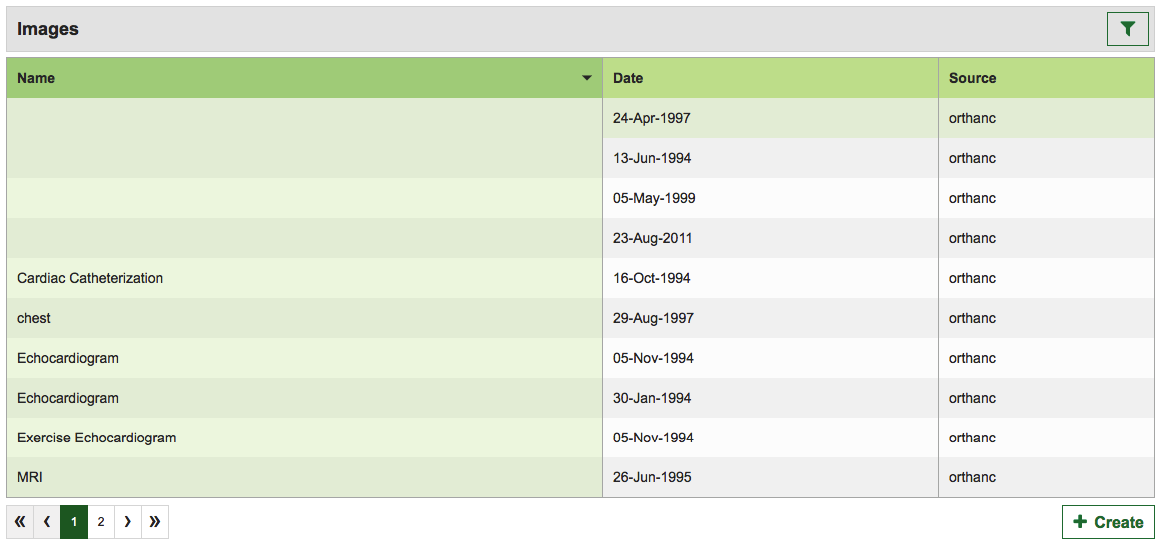 Images
Name Date Source
24-Apr-1997 orthanc
13-Jun-1994 orthanc
05-May-1999 orthanc
23-Aug-2011 orthanc
Cardiac Catheterization 16-Oct-1994 orthanc
chest 29-Aug-1997 orthanc
Echocardiogram 05-Nov-1994 orthanc
Echocardiogram 30-Jan-1994 orthanc
Exercise Echocardiogram 05-Nov-1994 orthanc
MRI 26-Jun-1995 orthanc
« ‹ 1 2 › » + Create